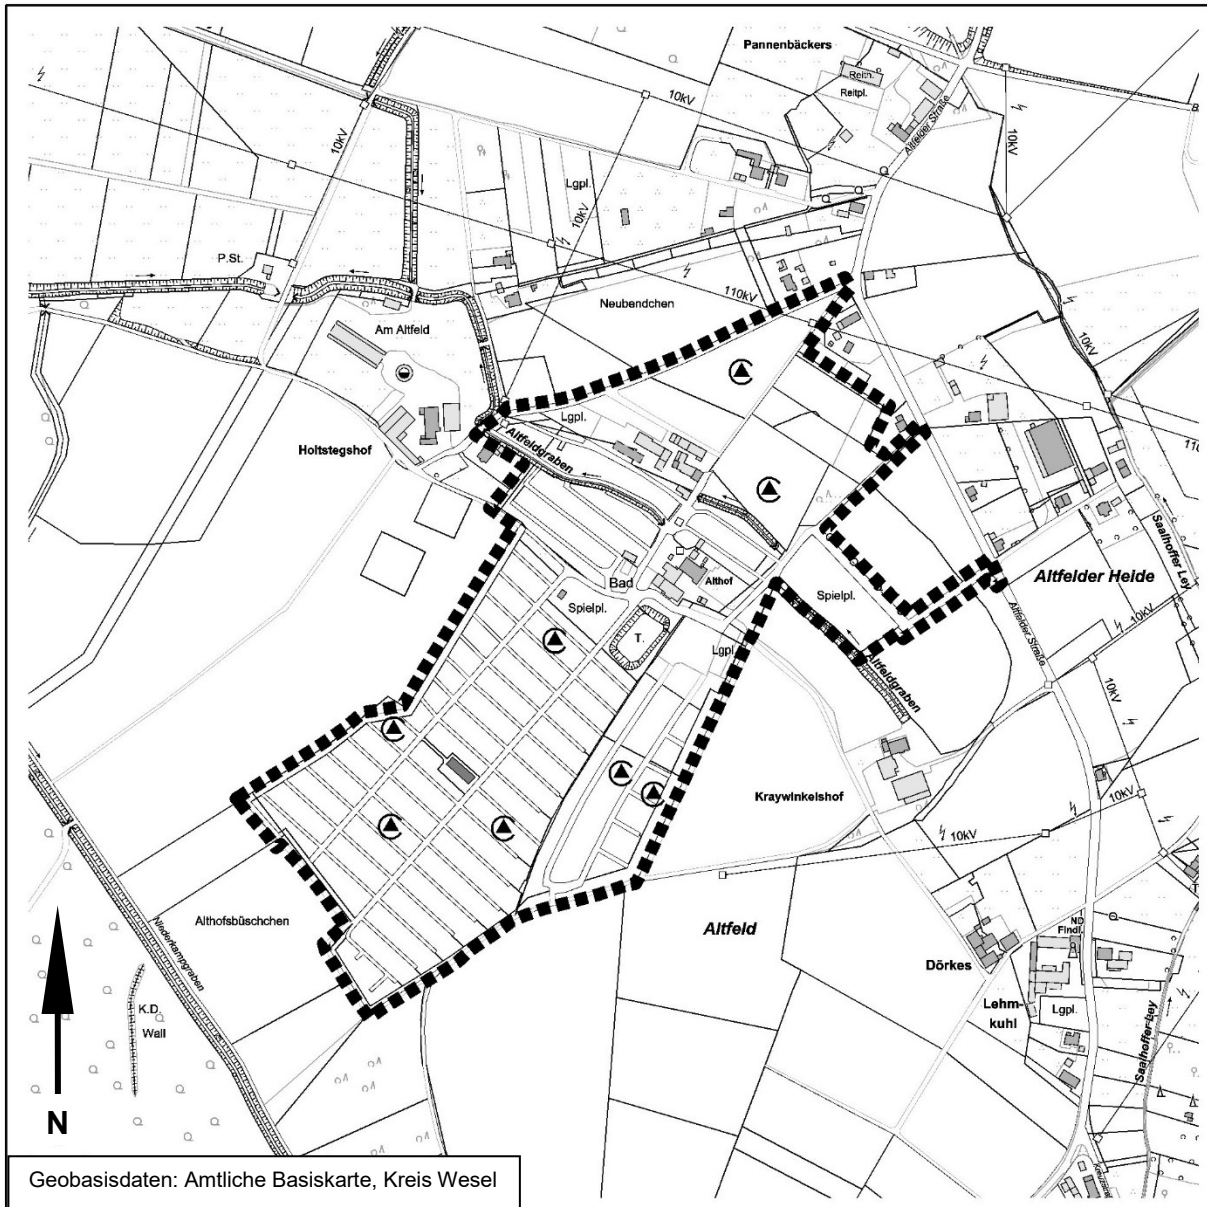 Pannenbäckers
Reith.
Reitpl.
Altfelder Straße
10kV
10kV
10kV
Lgpl.
10kV
P.St.
110kV
Neubendchen
Am Altfeld
10kV
Lgpl.
Altfeldgraben
Holtstegshof
Saalhoffer Ley
Altfelder Heide
Bad
Althof
Spielpl.
Spielpl.
T.
Altfelder Straße
10kV
Lgpl.
Altfeldgraben
10kV
Kraywinkelshof
10kV
10kV
Althofsbüschchen
Niederkampgraben
Altfeld
ND
Findl.
Dörkes
Lehm-
kuhl
Lgpl.
K.D.
Wall
Saalhoffer Ley
N
Geobasisdaten: Amtliche Basiskarte, Kreis Wesel